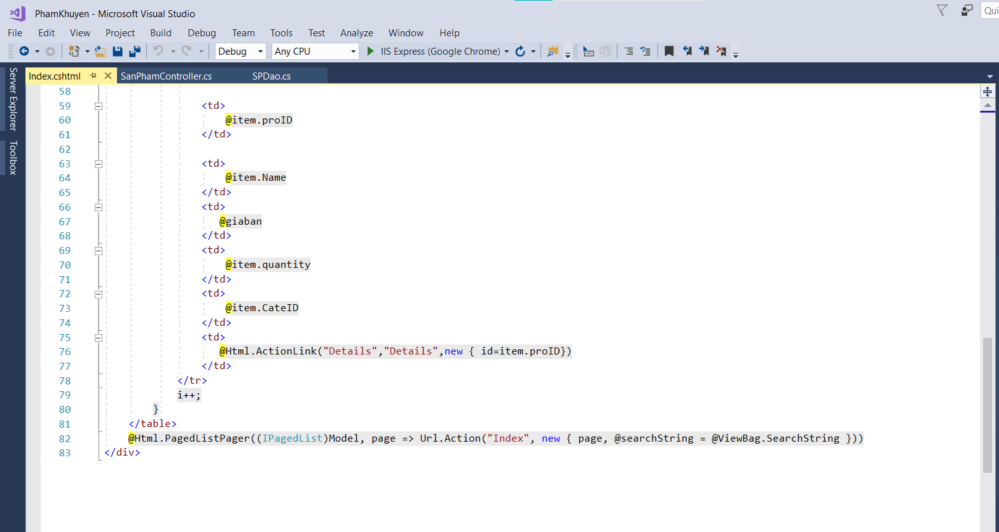 PhamKhuyen - Microsoft Visual Studio
Qui
File Edit View Project Build Debug Team Tools Test Analyze Window Help
Debug Any CPU IIS Express (Google Chrome)
Server Explorer
Toolbox
Index.cshtml SanPhamController.cs SPDao.cs
58
59 <td>
60 @item.proID
61 </td>
62
63 <td>
64 @item.Name
65 </td>
66 <td>
67 @giaban
68 </td>
69 <td>
70 @item.quantity
71 </td>
72 <td>
73 @item.CateID
74 </td>
75 <td>
76 @Html.ActionLink("Details","Details",new { id=item.proID})
77 </td>
78 </tr>
79 i++;
80 }
81 </table>
82 @Html.PagedListPager((IPagedList)Model, page => Url.Action("Index", new { page, @searchString = @ViewBag.SearchString }))
83 </div>